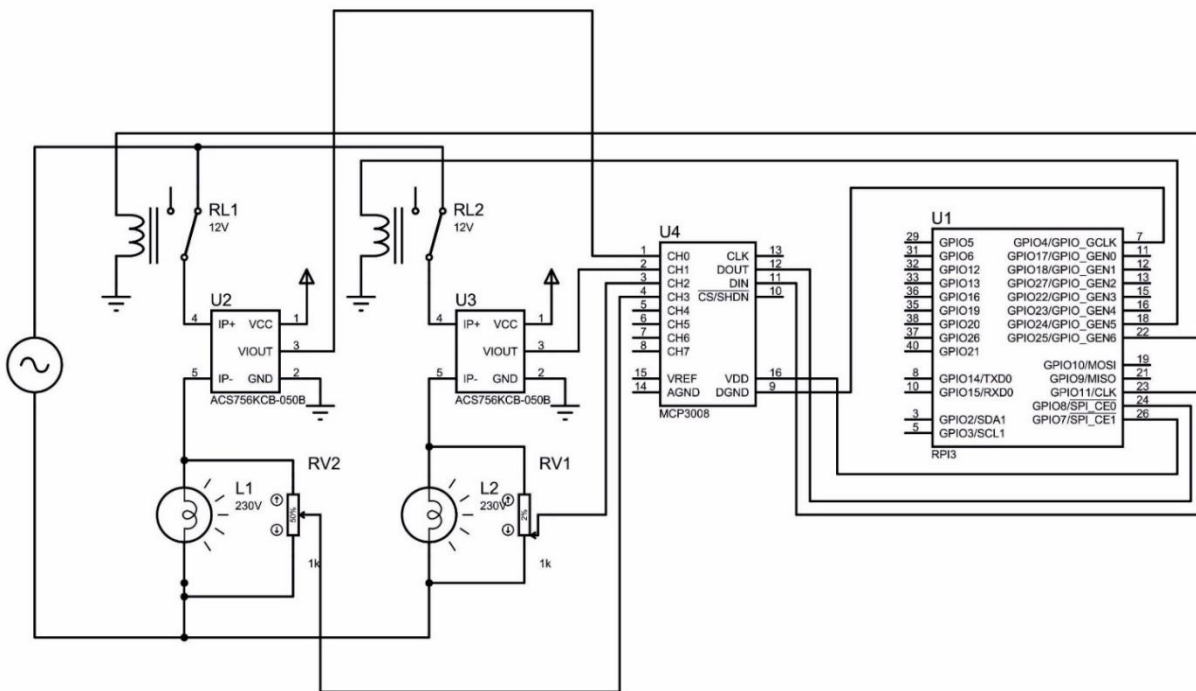 RL1
12V
RL2
12V
U2
4 IP+ VCC 1
VIOUT 3
5 IP- GND 2
ACS756KCB-050B
U3
4 IP+ VCC 1
VIOUT 3
5 IP- GND 2
ACS756KCB-050B
RV2
L1
230V
50%
1k
RV1
L2
230V
2%
1k
U4
1 CH0 CLK 13
2 CH1 DOUT 12
3 CH2 DIN 11
4 CH3 CS/SHDN 10
5 CH4
6 CH5
7 CH6
8 CH7
15 VREF VDD 16
14 AGND DGND 9
MCP3008
U1
29 GPIO5 GPIO4/GPIO_GCLK 7
31 GPIO6 GPIO17/GPIO_GEN0 11
32 GPIO12 GPIO18/GPIO_GEN1 12
33 GPIO13 GPIO27/GPIO_GEN2 13
36 GPIO16 GPIO22/GPIO_GEN3 15
35 GPIO19 GPIO23/GPIO_GEN4 16
38 GPIO20 GPIO24/GPIO_GEN5 18
37 GPIO26 GPIO25/GPIO_GEN6 22
40 GPIO21
GPIO10/MOSI 19
8 GPIO14/TXD0 GPIO9/MISO 21
10 GPIO15/RXD0 GPIO11/CLK 23
GPIO8/SPI_CE0 24
3 GPIO2/SDA1 GPIO7/SPI_CE1 26
5 GPIO3/SCL1
RPI3